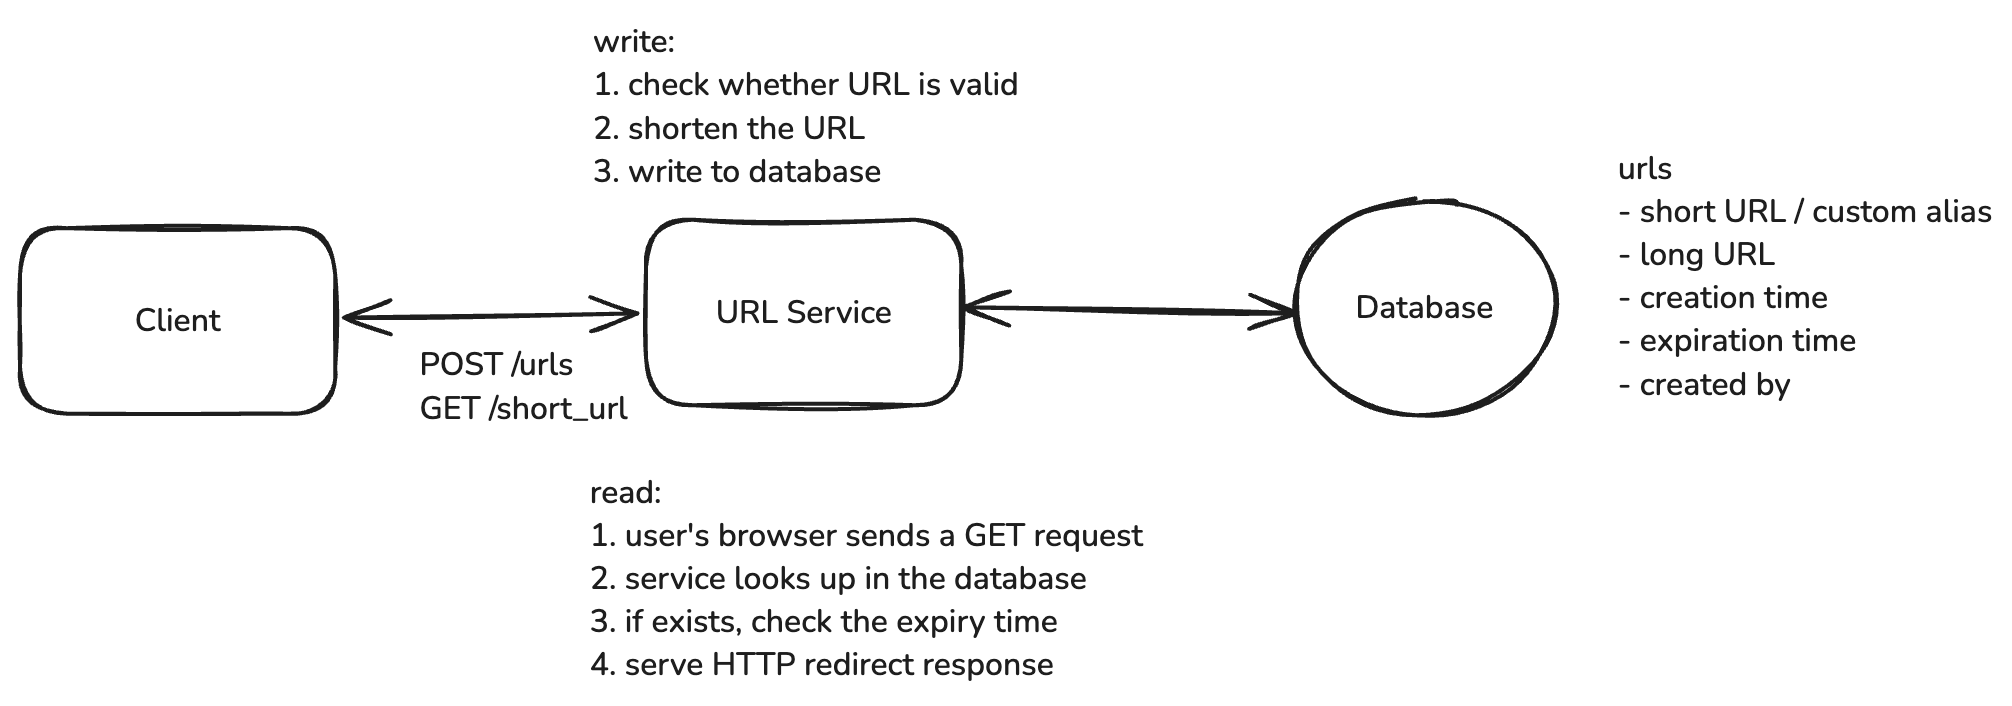 write:
1. check whether URL is valid
2. shorten the URL
3. write to database
Client
POST /urls
GET /short_url
URL Service
Database
urls
- short URL / custom alias
- long URL
- creation time
- expiration time
- created by
read:
1. user's browser sends a GET request
2. service looks up in the database
3. if exists, check the expiry time
4. serve HTTP redirect response